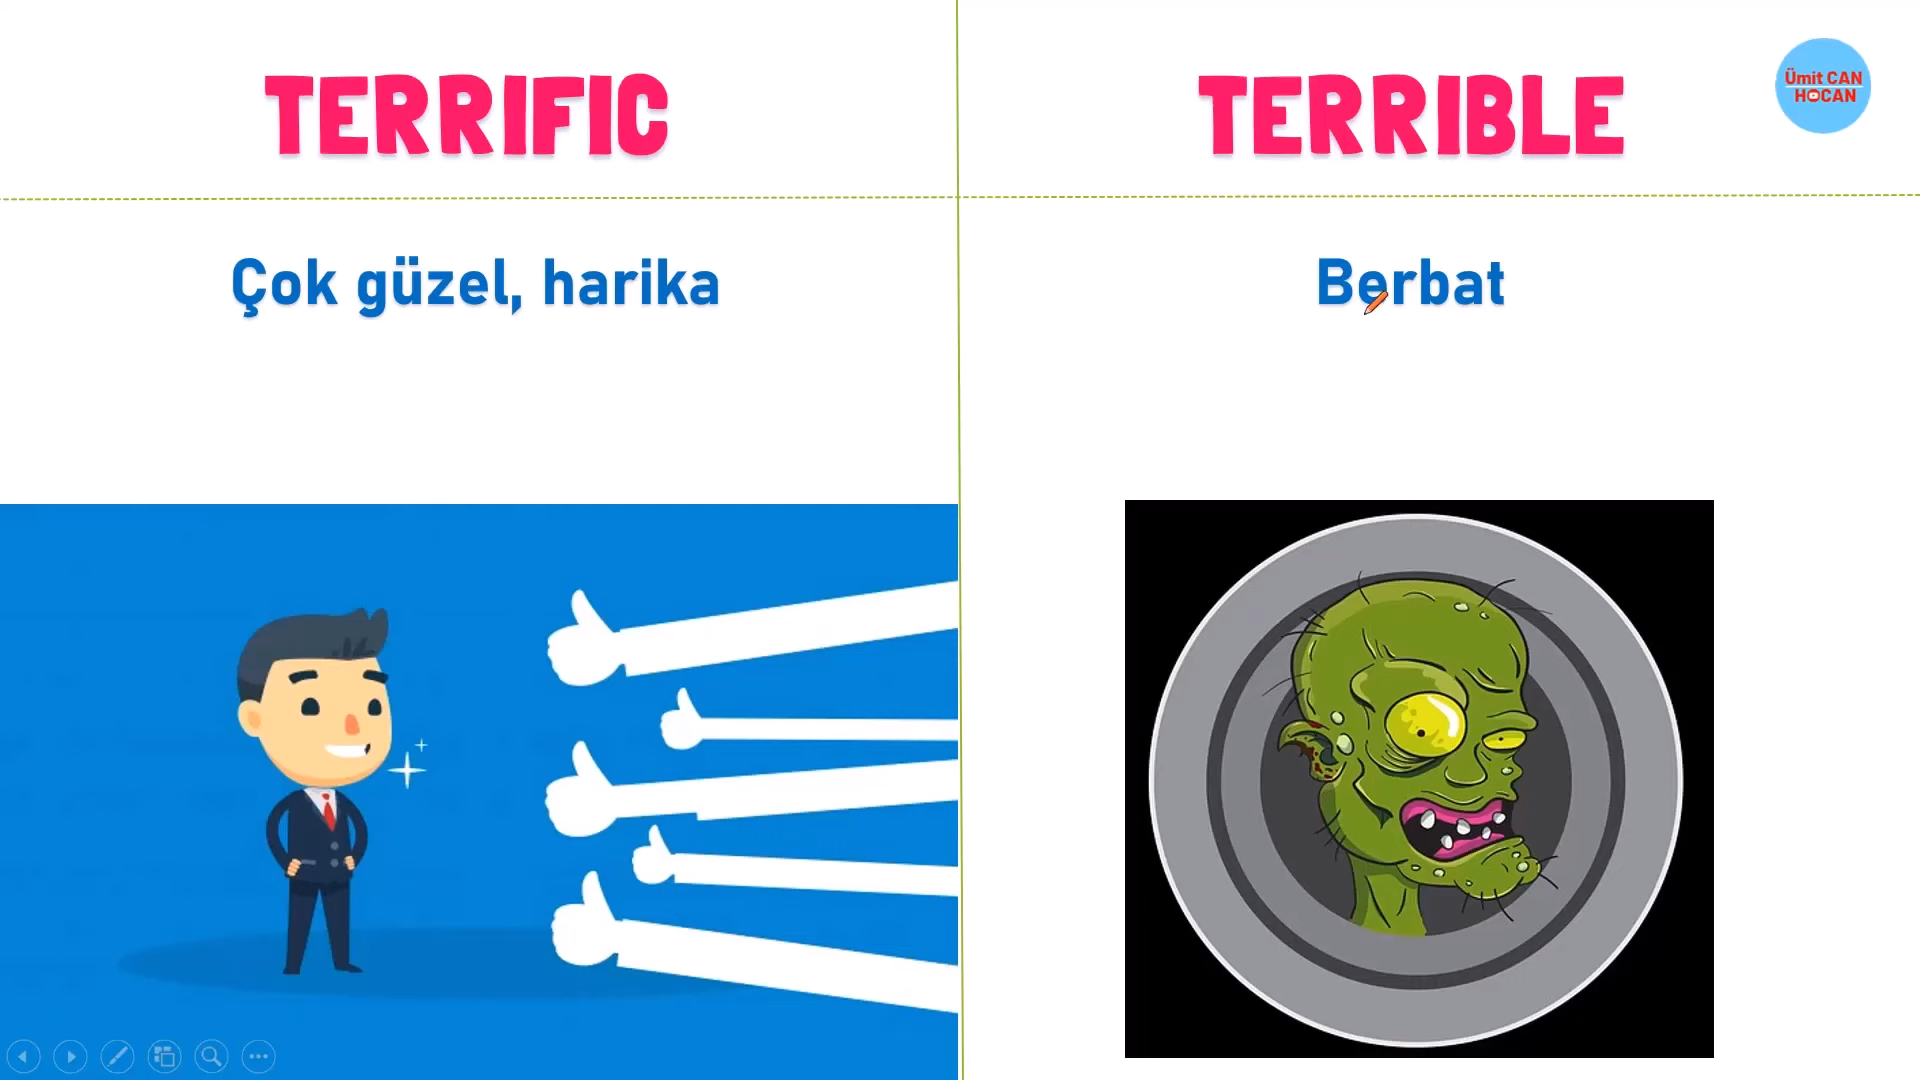 TERRIFIC
TERRIBLE
Ümit CAN
HOCAN
Çok güzel, harika
Berbat